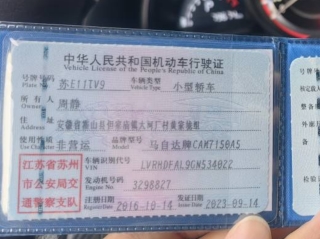 中华人民共和国机动车行驶证
Vehicle License of the People's Republic of China
号牌号码 苏E11TV9 车辆类型 小型轿车
Plate No. Vehicle Type
所有人 周静
Owner
住址
使用性质 非营运 品牌型号 马自达牌CAM7150A5
江苏省苏州市公安局交通警察支队
车辆识别代号 LVRHDFAL9GN534022
VIN
发动机号码 3298827
Engine No.
注册日期 2016-10-14 发证日期 2023-09-14